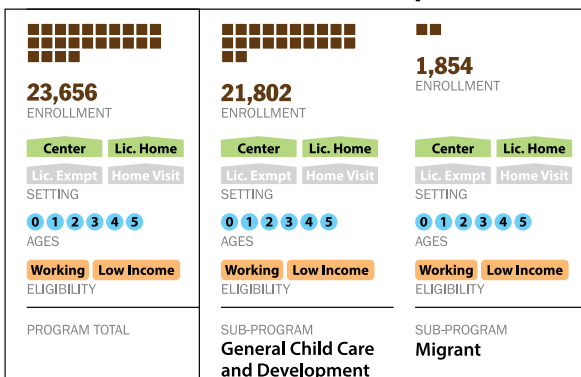 23,656
ENROLLMENT
Center Lic. Home
Lic. Exmpt Home Visit
SETTING
0 1 2 3 4 5
AGES
Working Low Income
ELIGIBILITY
PROGRAM TOTAL
21,802
ENROLLMENT
Center Lic. Home
Lic. Exmpt Home Visit
SETTING
0 1 2 3 4 5
AGES
Working Low Income
ELIGIBILITY
SUB-PROGRAM
General Child Care
and Development
1,854
ENROLLMENT
Center Lic. Home
Lic. Exmpt Home Visit
SETTING
0 1 2 3 4 5
AGES
Working Low Income
ELIGIBILITY
SUB-PROGRAM
Migrant